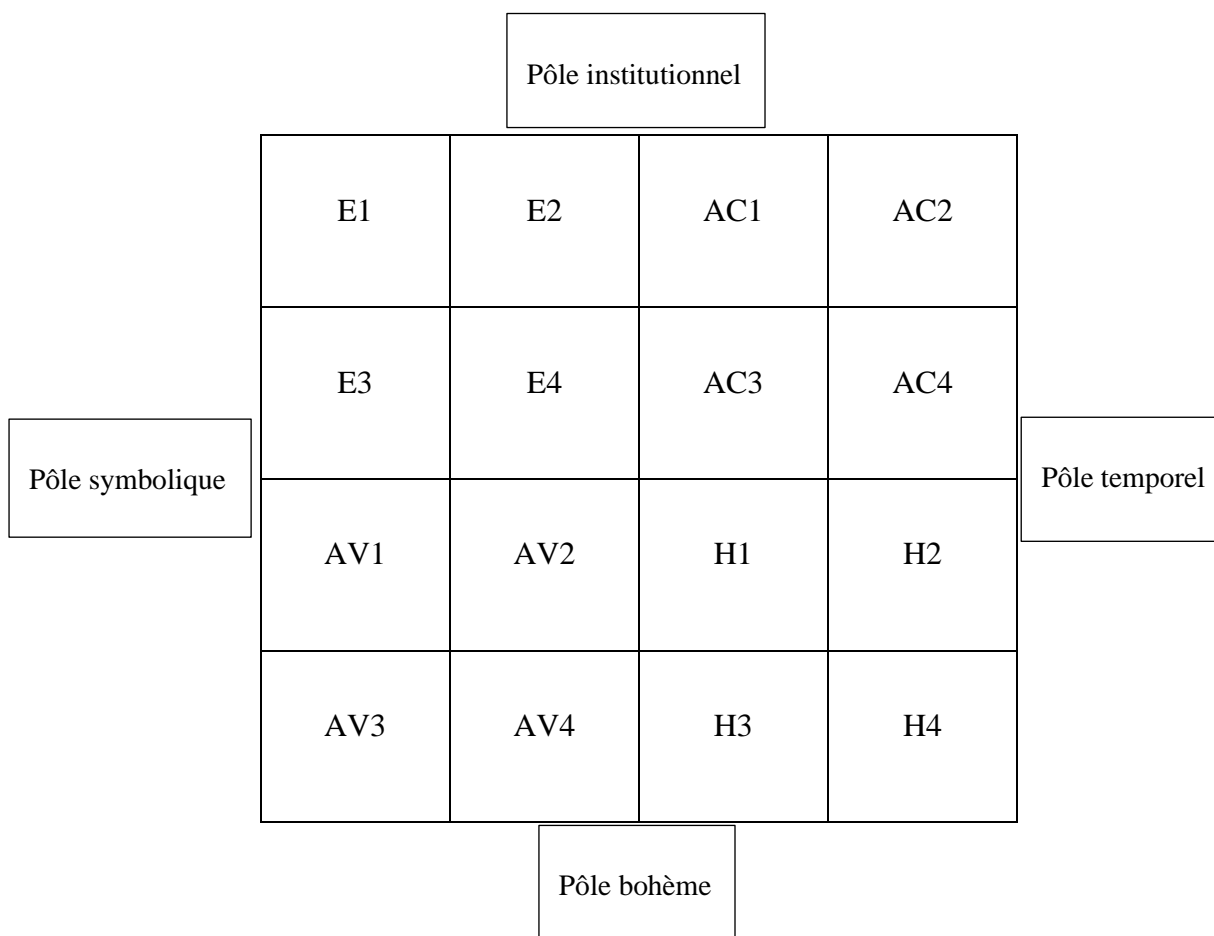 Pôle institutionnel
E1 E2 AC1 AC2
E3 E4 AC3 AC4
Pôle symbolique
Pôle temporel
AV1 AV2 H1 H2
AV3 AV4 H3 H4
Pôle bohème